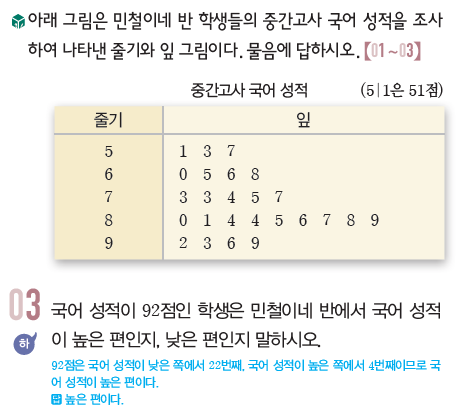 아래 그림은 민철이네 반 학생들의 중간고사 국어 성적을 조사
하여 나타낸 줄기와 잎 그림이다. 물음에 답하시오.【01~03】
중간고사 국어 성적 (5|1은 51점)
줄기 잎
5 1 3 7
6 0 5 6 8
7 3 3 4 5 7
8 0 1 4 4 5 6 7 8 9
9 2 3 6 9
03 국어 성적이 92점인 학생은 민철이네 반에서 국어 성적
하 이 높은 편인지, 낮은 편인지 말하시오.
92점은 국어 성적이 낮은 쪽에서 22번째, 국어 성적이 높은 쪽에서 4번째이므로 국
어 성적이 높은 편이다.
답 높은 편이다.